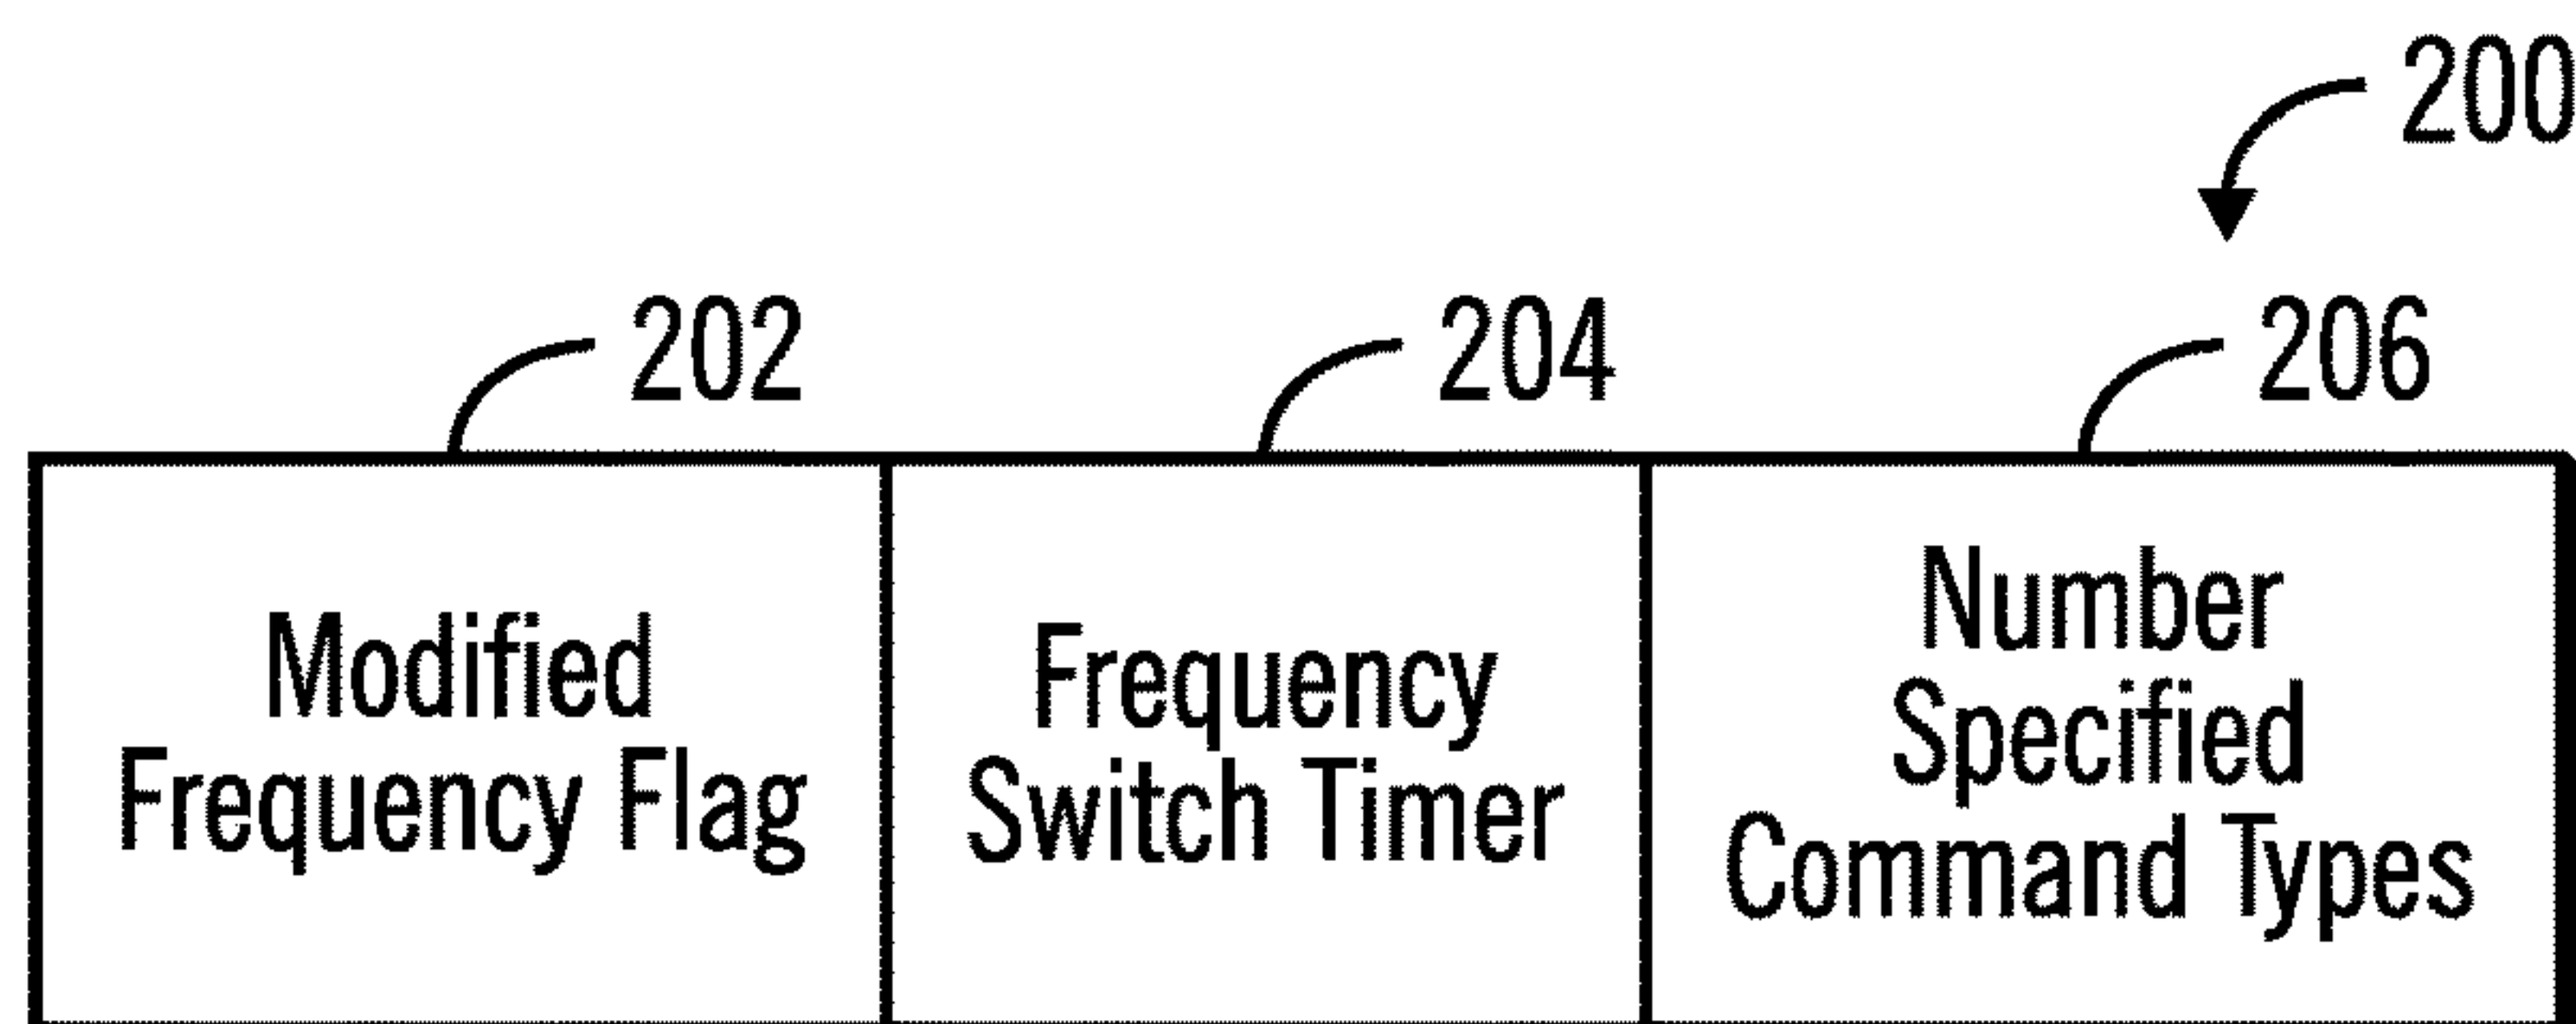 200
202
204
206
Modified
Frequency Flag
Frequency
Switch Timer
Number
Specified
Command Types